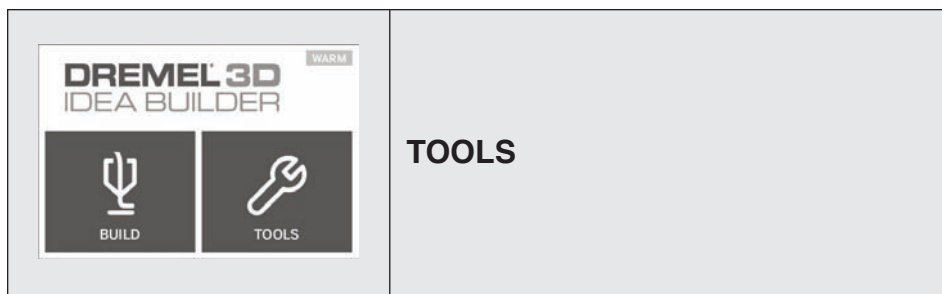 WARM
DREMEL 3D
IDEA BUILDER
BUILD
TOOLS
TOOLS